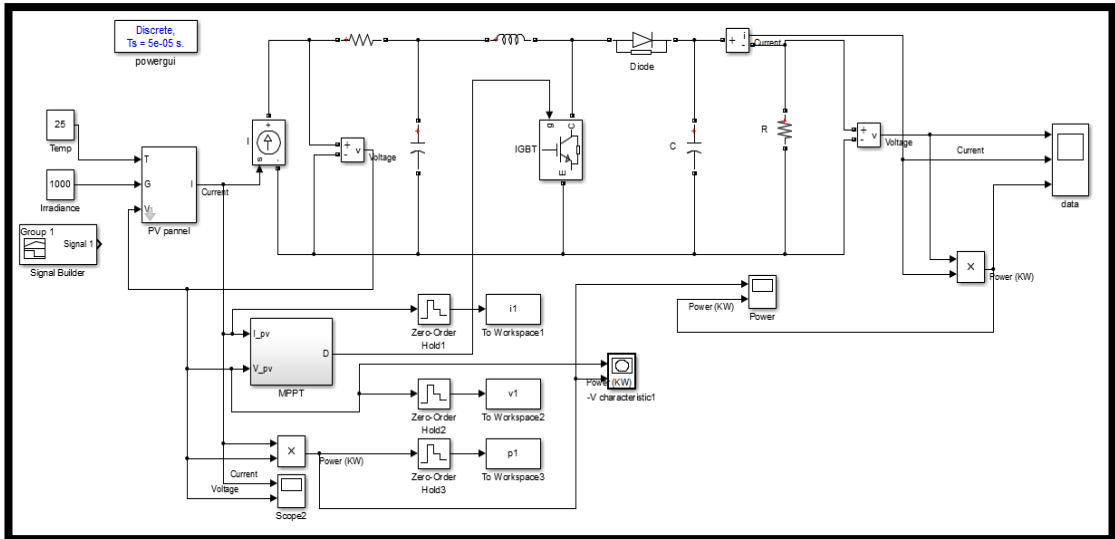 Discrete,
Ts = 5e-05 s.
powergui
Diode
+
i
-
Current
25
Temp
1000
Irradiance
T
G
V
I
PV pannel
Current
I
+
s
-
+
-
v
Voltage
IGBT
g
C
E
C
R
+
-
v
Voltage
Current
data
Group 1
Signal 1
Signal Builder
×
Power (KW)
Power (KW)
Power
I_pv
V_pv
D
MPPT
Zero-Order
Hold1
i1
To Workspace1
Power (KW)
-V characteristic1
Zero-Order
Hold2
v1
To Workspace2
×
Power (KW)
Zero-Order
Hold3
p1
To Workspace3
Current
Voltage
Scope2